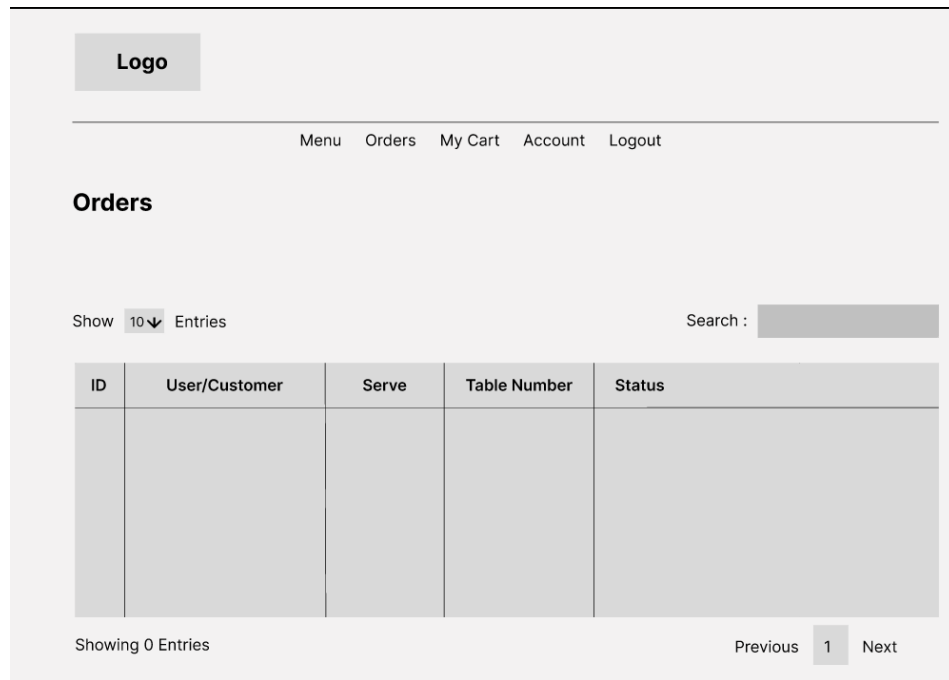 Logo
Menu Orders My Cart Account Logout
Orders
Show 10 Entries Search :
ID User/Customer Serve Table Number Status
Showing 0 Entries Previous 1 Next